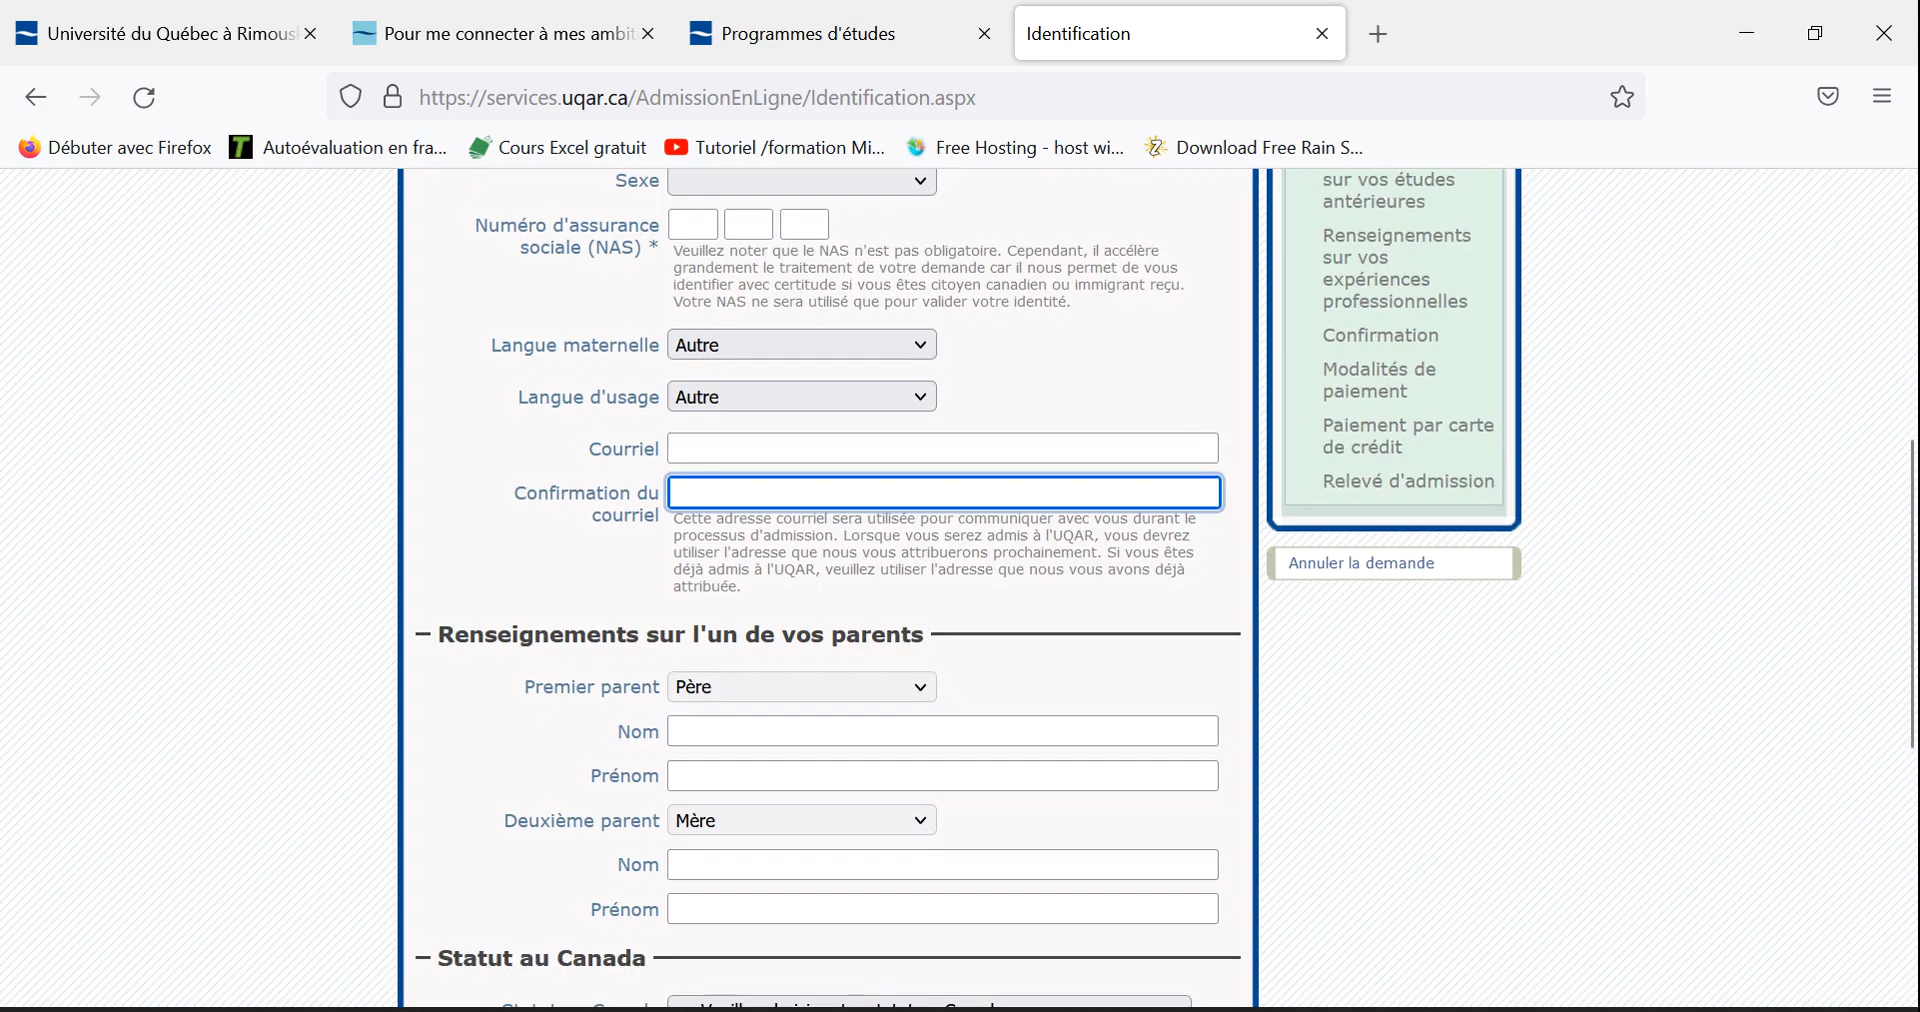 Université du Québec à Rimous
Pour me connecter à mes ambit
Programmes d'études
Identification
https://services.uqar.ca/AdmissionEnLigne/Identification.aspx
Débuter avec Firefox
Autoévaluation en fra...
Cours Excel gratuit
Tutoriel /formation Mi...
Free Hosting - host wi...
Download Free Rain S...
Sexe
Numéro d'assurance
sociale (NAS) *
Veuillez noter que le NAS n'est pas obligatoire. Cependant, il accélère
grandement le traitement de votre demande car il nous permet de vous
identifier avec certitude si vous êtes citoyen canadien ou immigrant reçu.
Votre NAS ne sera utilisé que pour valider votre identité.
Langue maternelle
Autre
Langue d'usage
Autre
Courriel
Confirmation du
courriel
Cette adresse courriel sera utilisée pour communiquer avec vous durant le
processus d'admission. Lorsque vous serez admis à l'UQAR, vous devrez
utiliser l'adresse que nous vous attribuerons prochainement. Si vous êtes
déjà admis à l'UQAR, veuillez utiliser l'adresse que nous vous avons déjà
attribuée.
Renseignements sur l'un de vos parents
Premier parent
Père
Nom
Prénom
Deuxième parent
Mère
Nom
Prénom
Statut au Canada
sur vos études
antérieures
Renseignements
sur vos
expériences
professionnelles
Confirmation
Modalités de
paiement
Paiement par carte
de crédit
Relevé d'admission
Annuler la demande